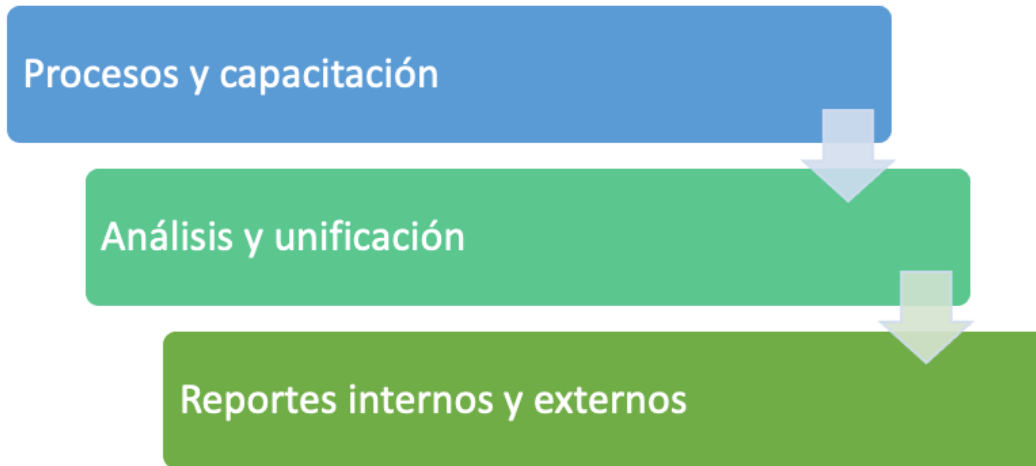 Procesos y capacitación
Análisis y unificación
Reportes internos y externos